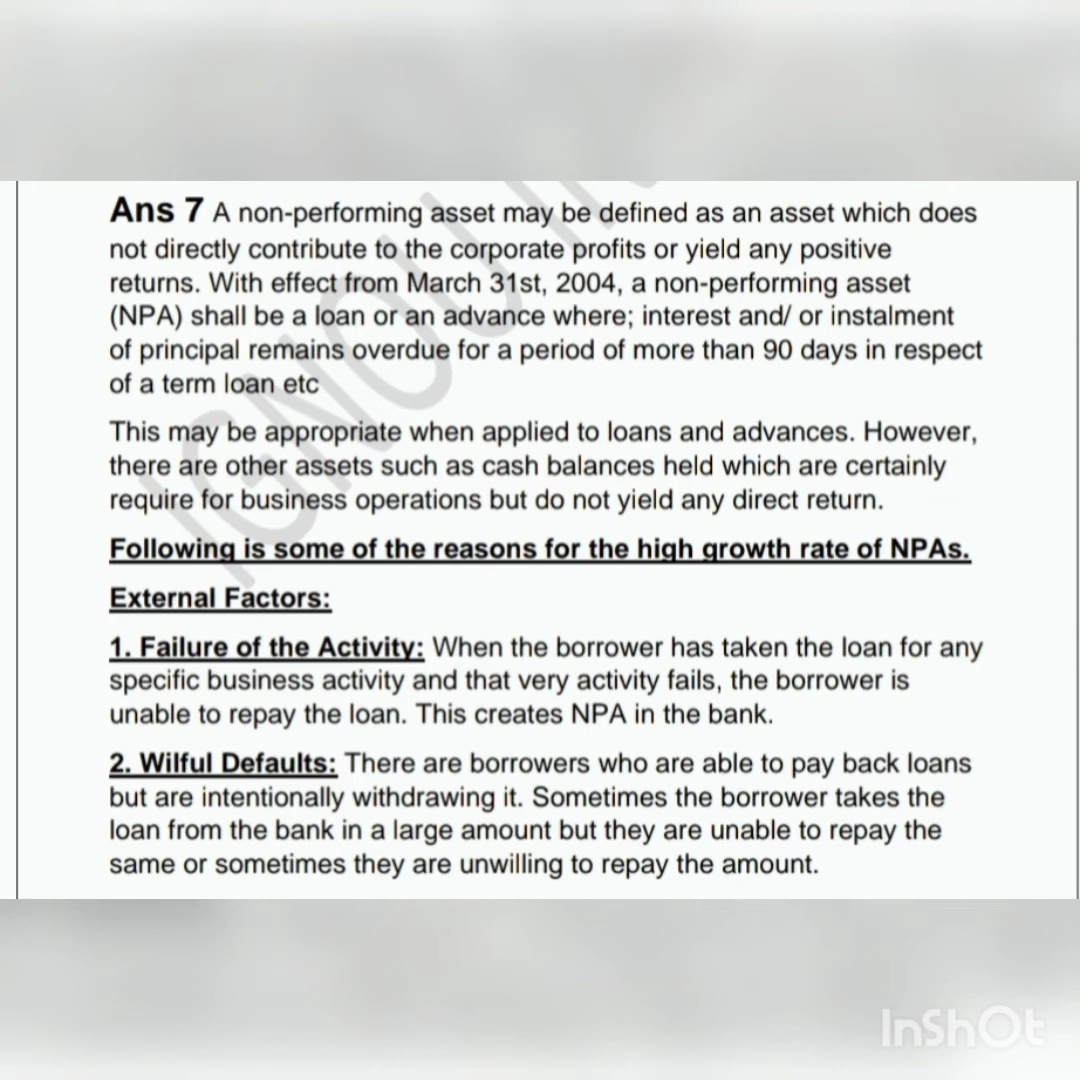 Ans 7 A non-performing asset may be defined as an asset which does
not directly contribute to the corporate profits or yield any positive
returns. With effect from March 31st, 2004, a non-performing asset
(NPA) shall be a loan or an advance where; interest and/ or instalment
of principal remains overdue for a period of more than 90 days in respect
of a term loan etc
This may be appropriate when applied to loans and advances. However,
there are other assets such as cash balances held which are certainly
require for business operations but do not yield any direct return.
Following is some of the reasons for the high growth rate of NPAs.
External Factors:
1. Failure of the Activity: When the borrower has taken the loan for any
specific business activity and that very activity fails, the borrower is
unable to repay the loan. This creates NPA in the bank.
2. Wilful Defaults: There are borrowers who are able to pay back loans
but are intentionally withdrawing it. Sometimes the borrower takes the
loan from the bank in a large amount but they are unable to repay the
same or sometimes they are unwilling to repay the amount.
IGNOU
InShOt